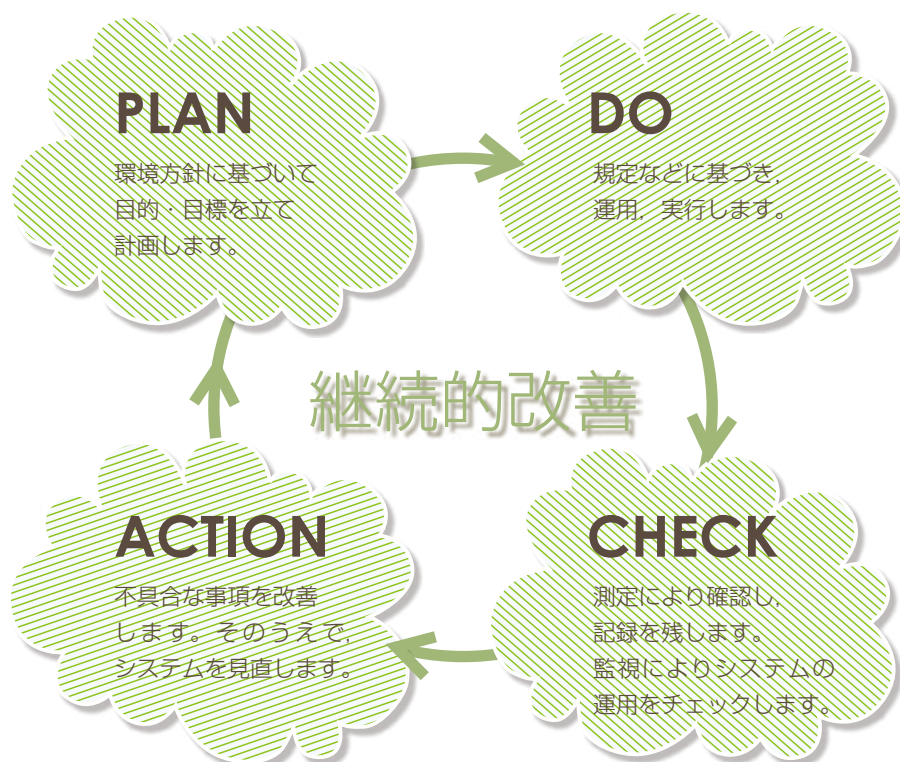 PLAN
環境方針に基づいて
目的・目標を立て
計画します。
DO
規定などに基づき,
運用, 実行します。
継続的改善
ACTION
不具合な事項を改善
します。そのうえで,
システムを見直します。
CHECK
測定により確認し,
記録を残します。
監視によりシステムの
運用をチェックします。